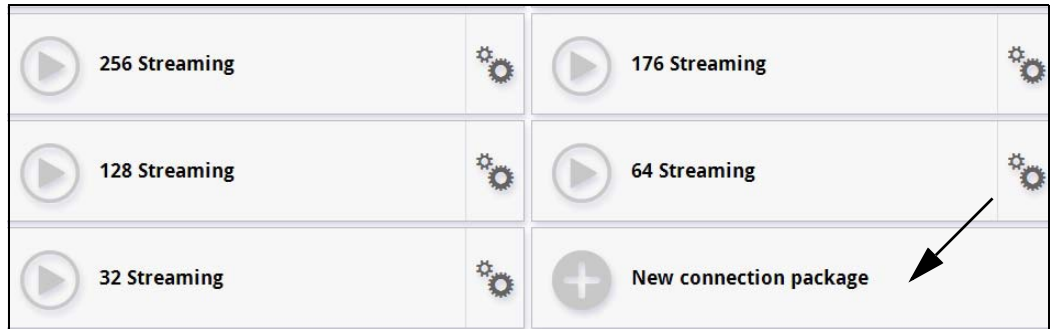 256 Streaming
176 Streaming
128 Streaming
64 Streaming
32 Streaming
New connection package